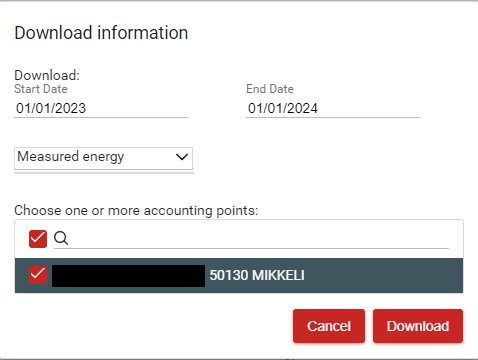 Download information
Download:
Start Date
End Date
01/01/2023
01/01/2024
Measured energy
Choose one or more accounting points:
50130 MIKKELI
Cancel
Download